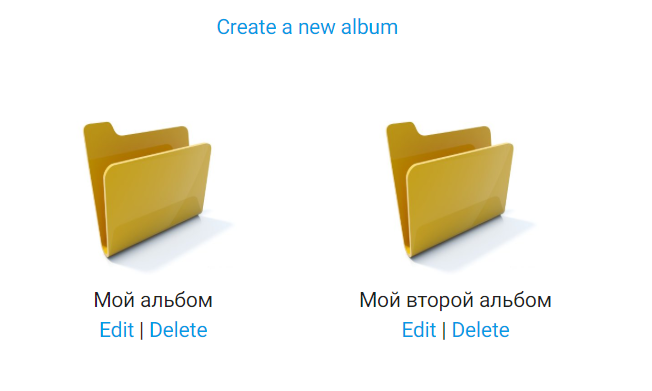 Create a new album
Мой альбом
Edit | Delete
Мой второй альбом
Edit | Delete